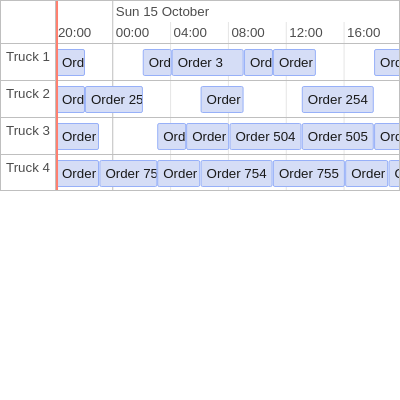 Sun 15 October
20:00 00:00 04:00 08:00 12:00 16:00
Truck 1 Ord Ord Order 3 Ord Order Ord
Truck 2 Ord Order 25 Order Order 254
Truck 3 Order Ord Order Order 504 Order 505 Ord
Truck 4 Order Order 75 Order Order 754 Order 755 Order